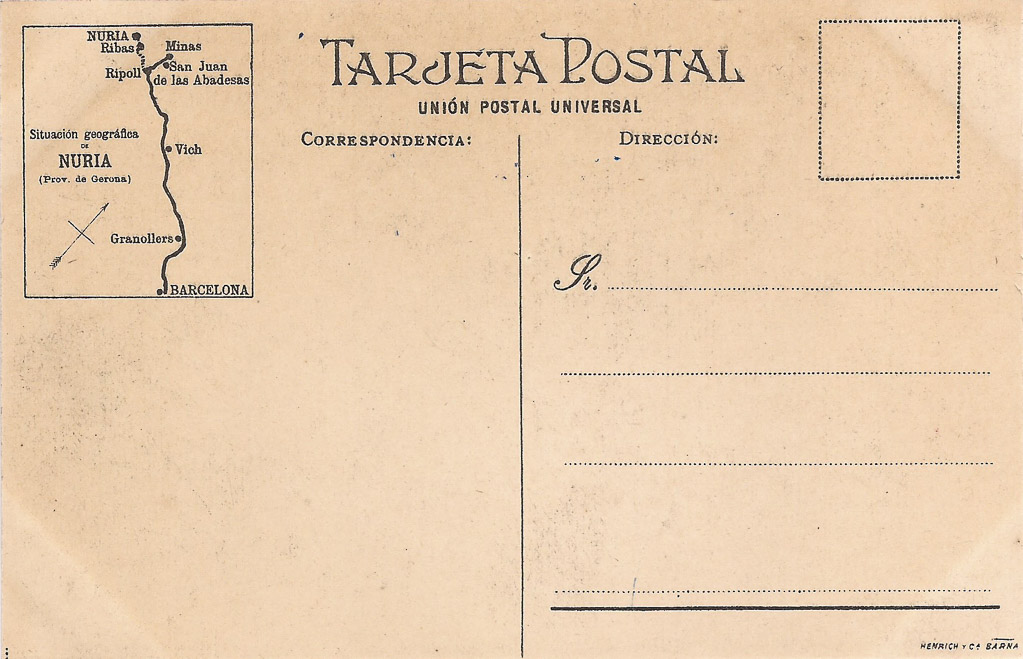 NURIA
Ribas
Minas
San Juan
de las Abadesas
Ripoll
Situación geográfica
DE
NURIA
(Prov. de Gerona)
Vich
Granollers
BARCELONA
TARJETA POSTAL
UNIÓN POSTAL UNIVERSAL
CORRESPONDENCIA:
DIRECCIÓN:
Sr.
HENRICH Y Cª BARNA